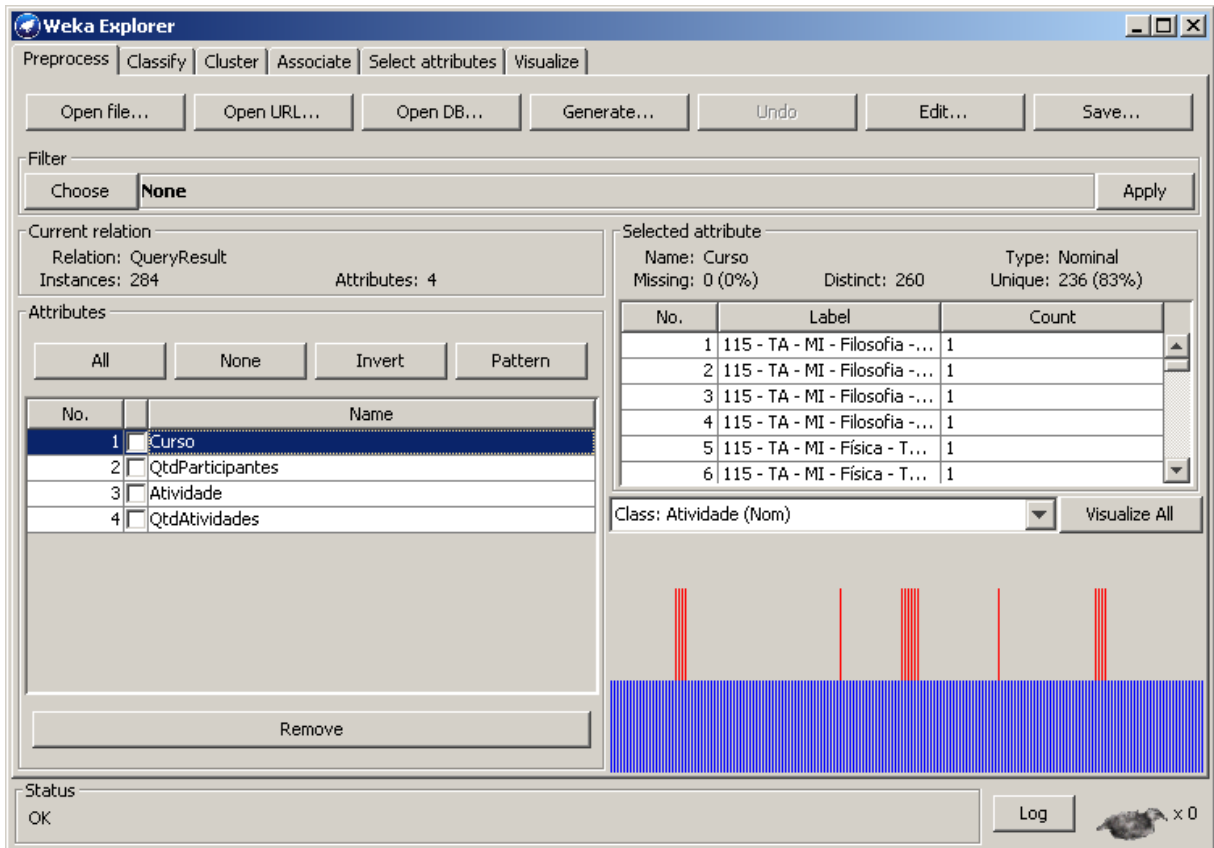 Weka Explorer
Preprocess Classify Cluster Associate Select attributes Visualize
Open file... Open URL... Open DB... Generate... Undo Edit... Save...
Filter
Choose None Apply
Current relation
Relation: QueryResult
Instances: 284 Attributes: 4
Attributes
All None Invert Pattern
No. Name
1 Curso
2 QtdParticipantes
3 Atividade
4 QtdAtividades
Remove
Selected attribute
Name: Curso Type: Nominal
Missing: 0 (0%) Distinct: 260 Unique: 236 (83%)
No. Label Count
1 115 - TA - MI - Filosofia -... 1
2 115 - TA - MI - Filosofia -... 1
3 115 - TA - MI - Filosofia -... 1
4 115 - TA - MI - Filosofia -... 1
5 115 - TA - MI - Física - T... 1
6 115 - TA - MI - Física - T... 1
Class: Atividade (Nom) Visualize All
Status
OK
Log x 0